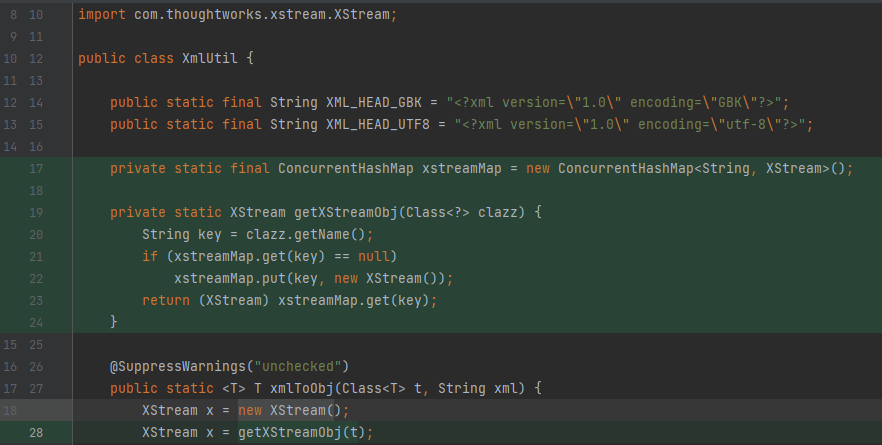 8 10 import com.thoughtworks.xstream.XStream;
9 11
10 12 public class XmlUtil {
11 13
12 14 public static final String XML_HEAD_GBK = "<?xml version=\"1.0\" encoding=\"GBK\"?>";
13 15 public static final String XML_HEAD_UTF8 = "<?xml version=\"1.0\" encoding=\"utf-8\"?>";
14 16
17 private static final ConcurrentHashMap xstreamMap = new ConcurrentHashMap<String, XStream>();
18
19 private static XStream getXStreamObj(Class<?> clazz) {
20 String key = clazz.getName();
21 if (xstreamMap.get(key) == null)
22 xstreamMap.put(key, new XStream());
23 return (XStream) xstreamMap.get(key);
24 }
15 25
16 26 @SuppressWarnings("unchecked")
17 27 public static <T> T xmlToObj(Class<T> t, String xml) {
18 XStream x = new XStream();
28 XStream x = getXStreamObj(t);